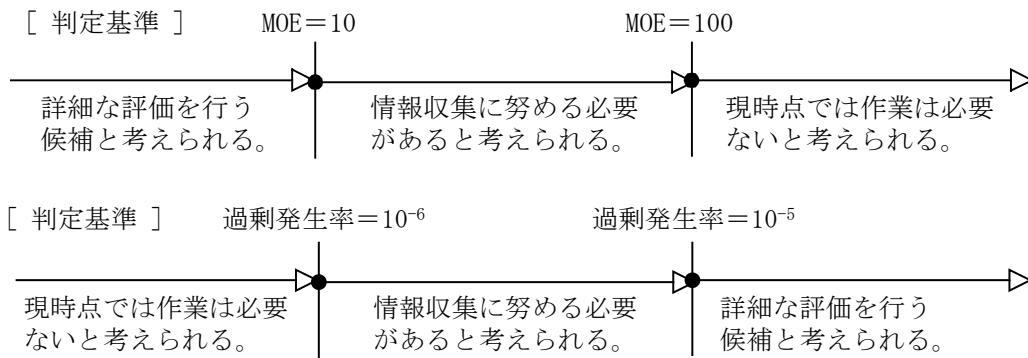 [ 判定基準 ] MOE＝10 MOE＝100
詳細な評価を行う 情報収集に努める必要 現時点では作業は必要
候補と考えられる。 があると考えられる。 ないと考えられる。
[ 判定基準 ] 過剰発生率＝10⁻⁶ 過剰発生率＝10⁻⁵
現時点では作業は必要 情報収集に努める必要 詳細な評価を行う
ないと考えられる。 があると考えられる。 候補と考えられる。